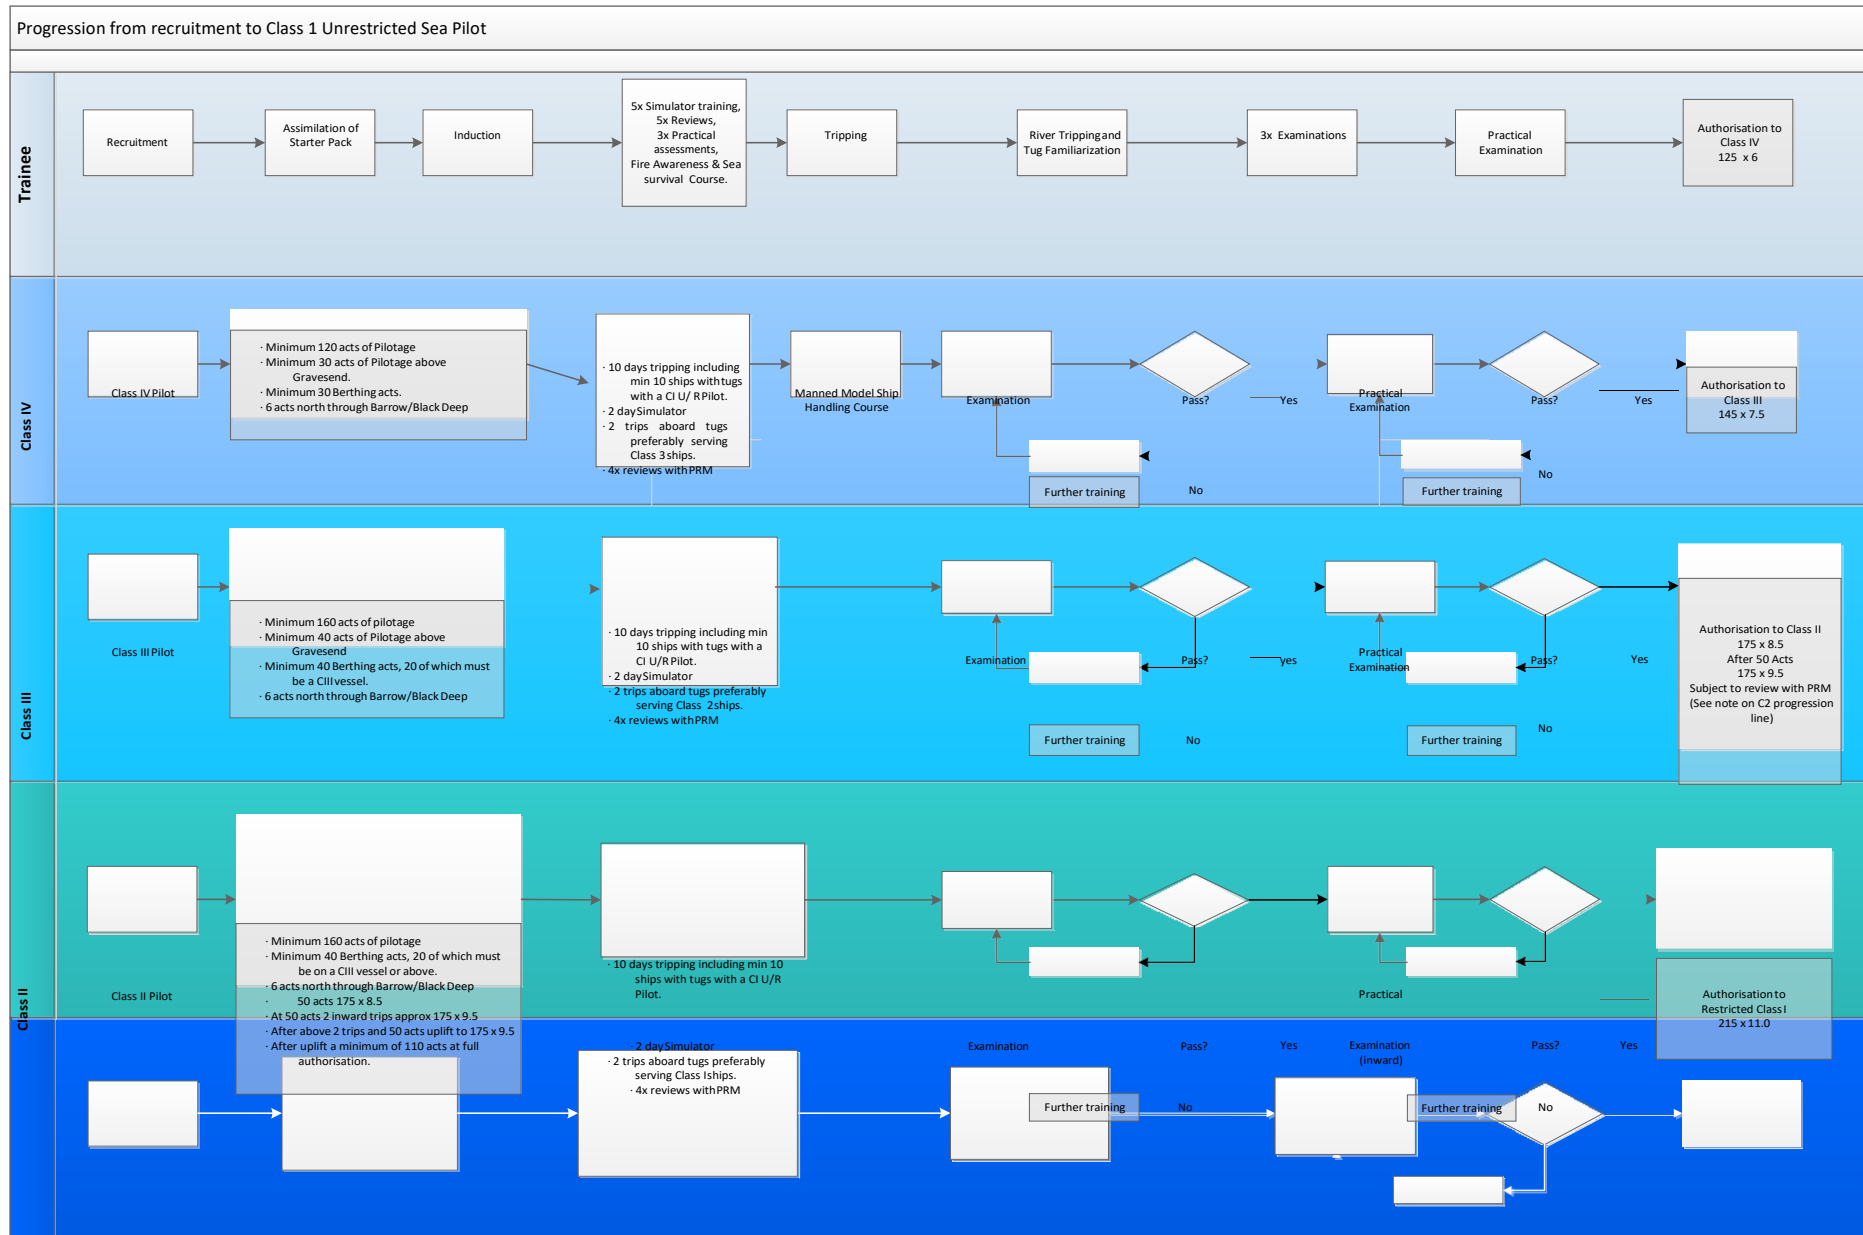 Progression from recruitment to Class 1 Unrestricted Sea Pilot
Trainee
Recruitment
Assimilation of
Starter Pack
Induction
5x Simulator training,
5x Reviews,
3x Practical
assessments,
Fire Awareness & Sea
survival Course.
Tripping
River Tripping and
Tug Familiarization
3x Examinations
Practical
Examination
Authorisation to
Class IV
125 x 6
Class IV
Class IV Pilot
· Minimum 120 acts of Pilotage
· Minimum 30 acts of Pilotage above
Gravesend.
· Minimum 30 Berthing acts.
· 6 acts north through Barrow/Black Deep
· 10 days tripping including
min 10 ships with tugs
with a CI U/ R Pilot.
· 2 day Simulator
· 2 trips aboard tugs
preferably serving
Class 3 ships.
· 4x reviews with PRM
Manned Model Ship
Handling Course
Examination
Pass?
Yes
Practical
Examination
Pass?
Yes
Authorisation to
Class III
145 x 7.5
Further training
No
Further training
No
Class III
Class III Pilot
· Minimum 160 acts of pilotage
· Minimum 40 acts of Pilotage above
Gravesend
· Minimum 40 Berthing acts, 20 of which must
be a CIII vessel.
· 6 acts north through Barrow/Black Deep
· 10 days tripping including min
10 ships with tugs with a
CI U/R Pilot.
· 2 day Simulator
· 2 trips aboard tugs preferably
serving Class 2 ships.
· 4x reviews with PRM
Examination
Pass?
yes
Practical
Examination
Pass?
Yes
Authorisation to Class II
175 x 8.5
After 50 Acts
175 x 9.5
Subject to review with PRM
(See note on C2 progression
line)
Further training
No
Further training
No
Class II
Class II Pilot
· Minimum 160 acts of pilotage
· Minimum 40 Berthing acts, 20 of which must
be on a CIII vessel or above.
· 6 acts north through Barrow/Black Deep
· 50 acts 175 x 8.5
· At 50 acts 2 inward trips approx 175 x 9.5
· After above 2 trips and 50 acts uplift to 175 x 9.5
· After uplift a minimum of 110 acts at full
authorisation.
· 10 days tripping including min 10
ships with tugs with a CI U/R
Pilot.
· 2 day Simulator
· 2 trips aboard tugs preferably
serving Class I ships.
· 4x reviews with PRM
Examination
Pass?
Yes
Practical
Examination
(inward)
Pass?
Yes
Authorisation to
Restricted Class I
215 x 11.0
Further training
No
Further training
No